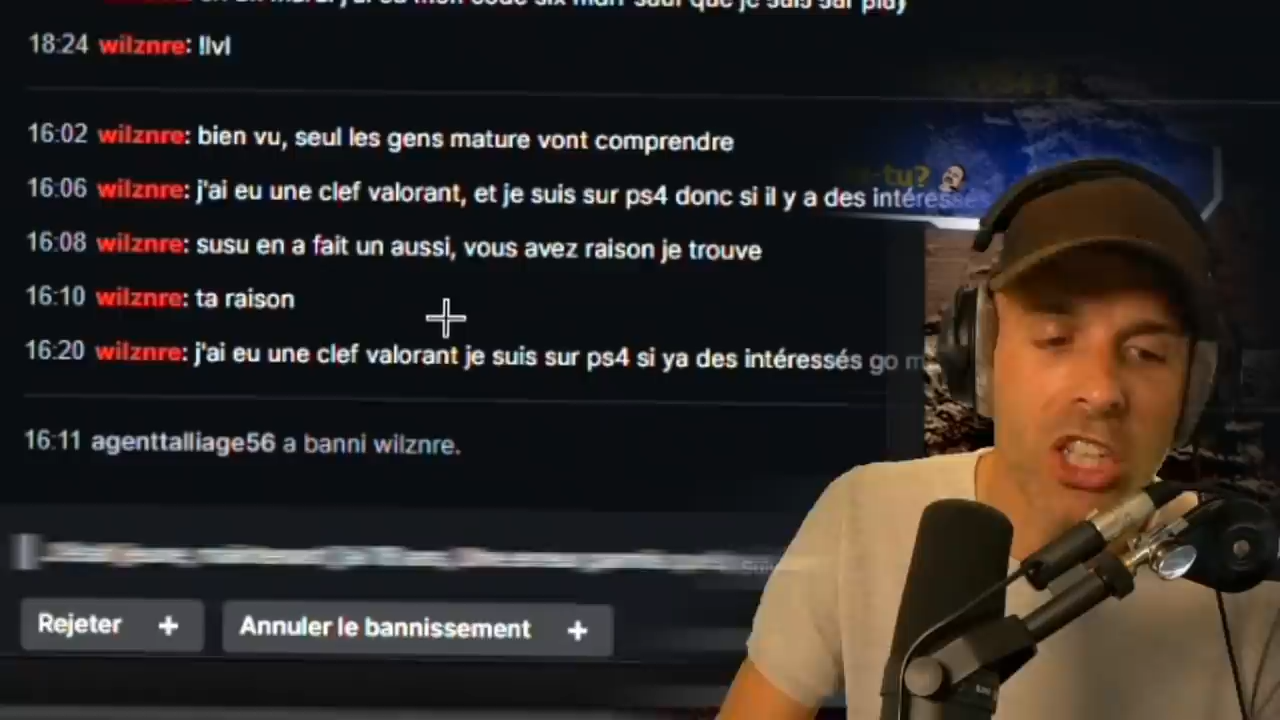 18:24 wilznre: !lvl
16:02 wilznre: bien vu, seul les gens mature vont comprendre
-tu?
16:06 wilznre: j'ai eu une clef valorant, et je suis sur ps4 donc si il y a des intéressés
16:08 wilznre: susu en a fait un aussi, vous avez raison je trouve
16:10 wilznre: ta raison
16:20 wilznre: j'ai eu une clef valorant je suis sur ps4 si ya des intéressés go
16:11 agenttalliage56 a banni wilznre.
Rejeter + Annuler le bannissement +